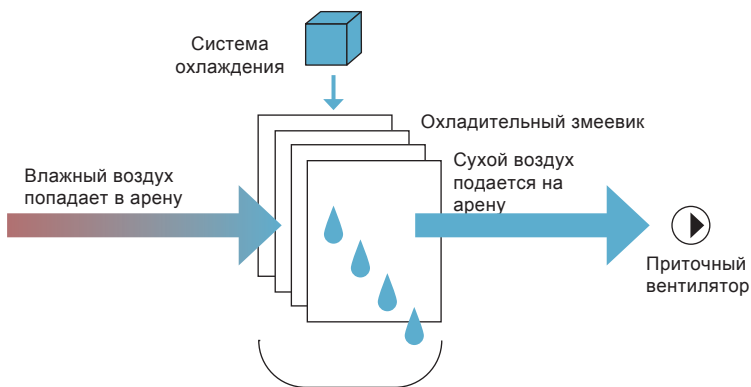 Система
охлаждения
Охладительный змеевик
Влажный воздух
попадает в арену
Сухой воздух
подается на
арену
Приточный
вентилятор